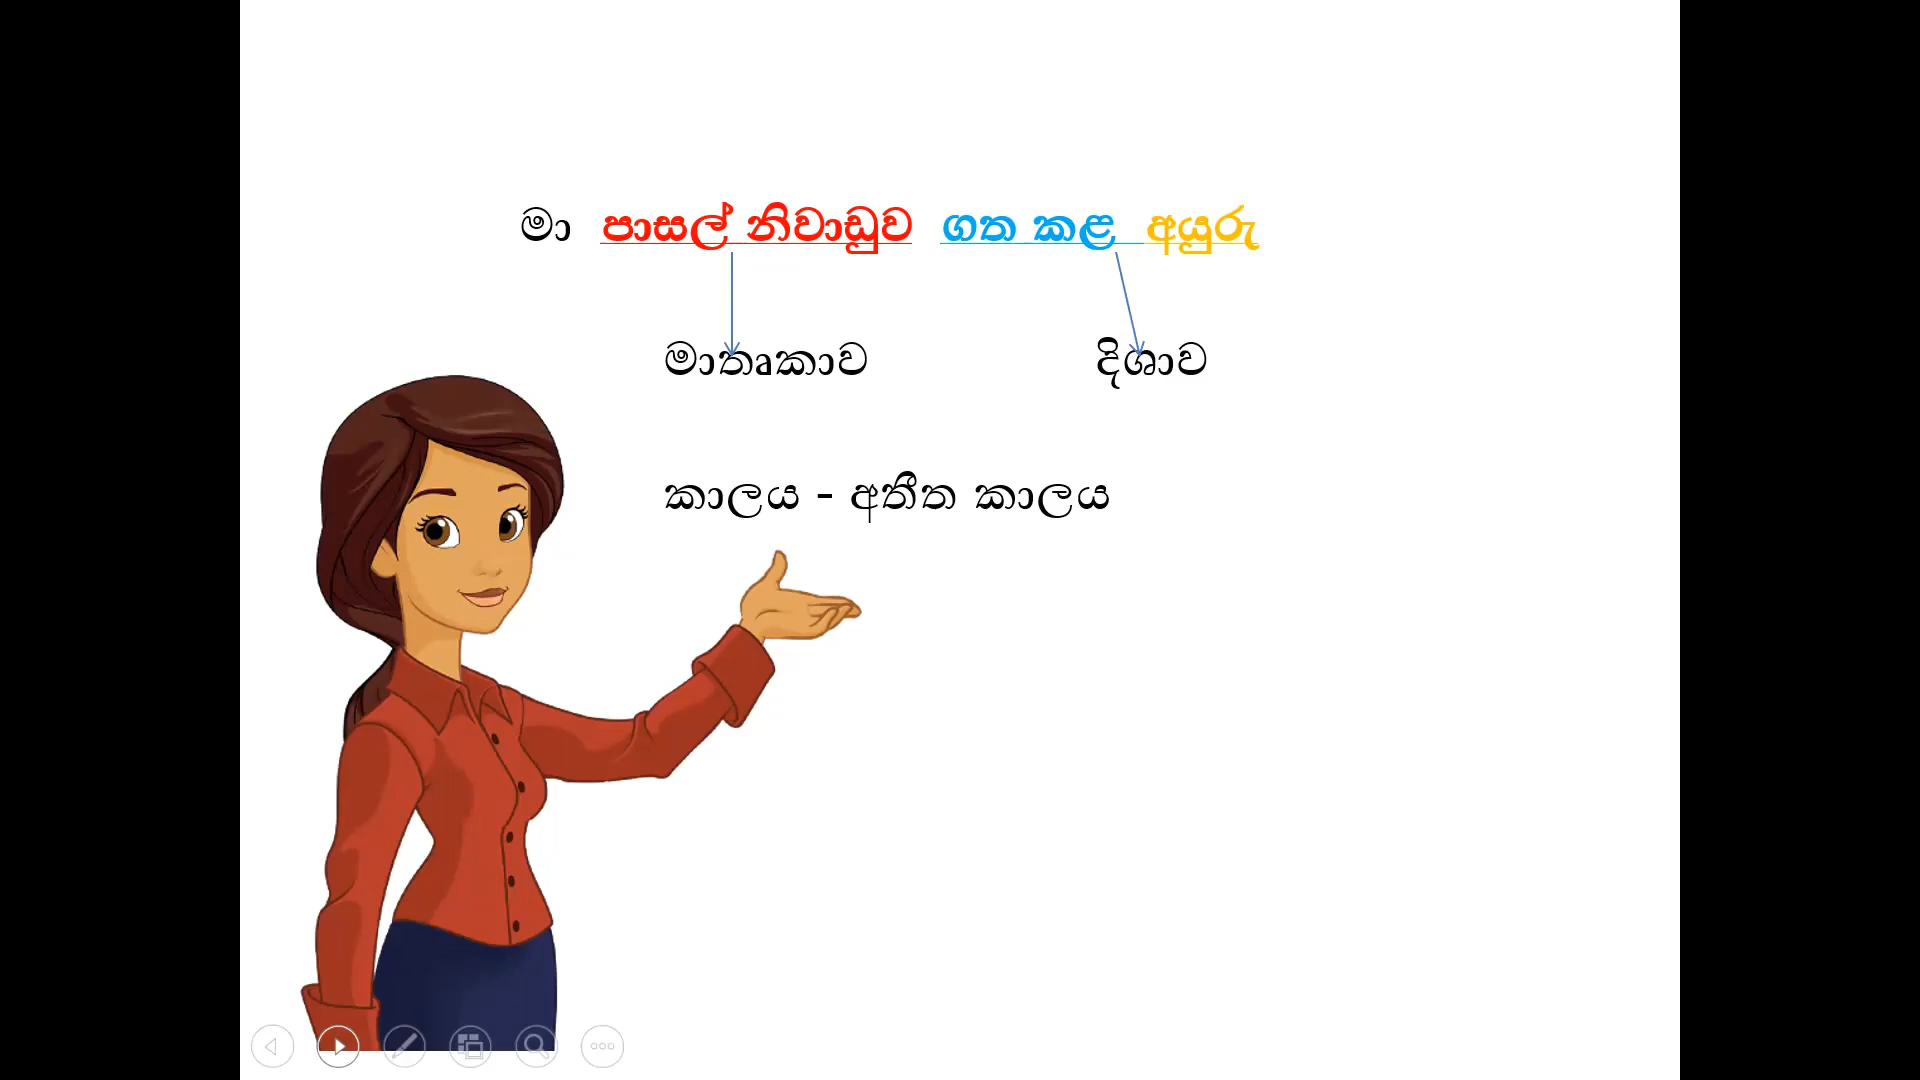 මා පාසල් නිවාඩුව ගත කළ අයුරු
මාතෘකාව දිශාව
කාලය - අතීත කාලය